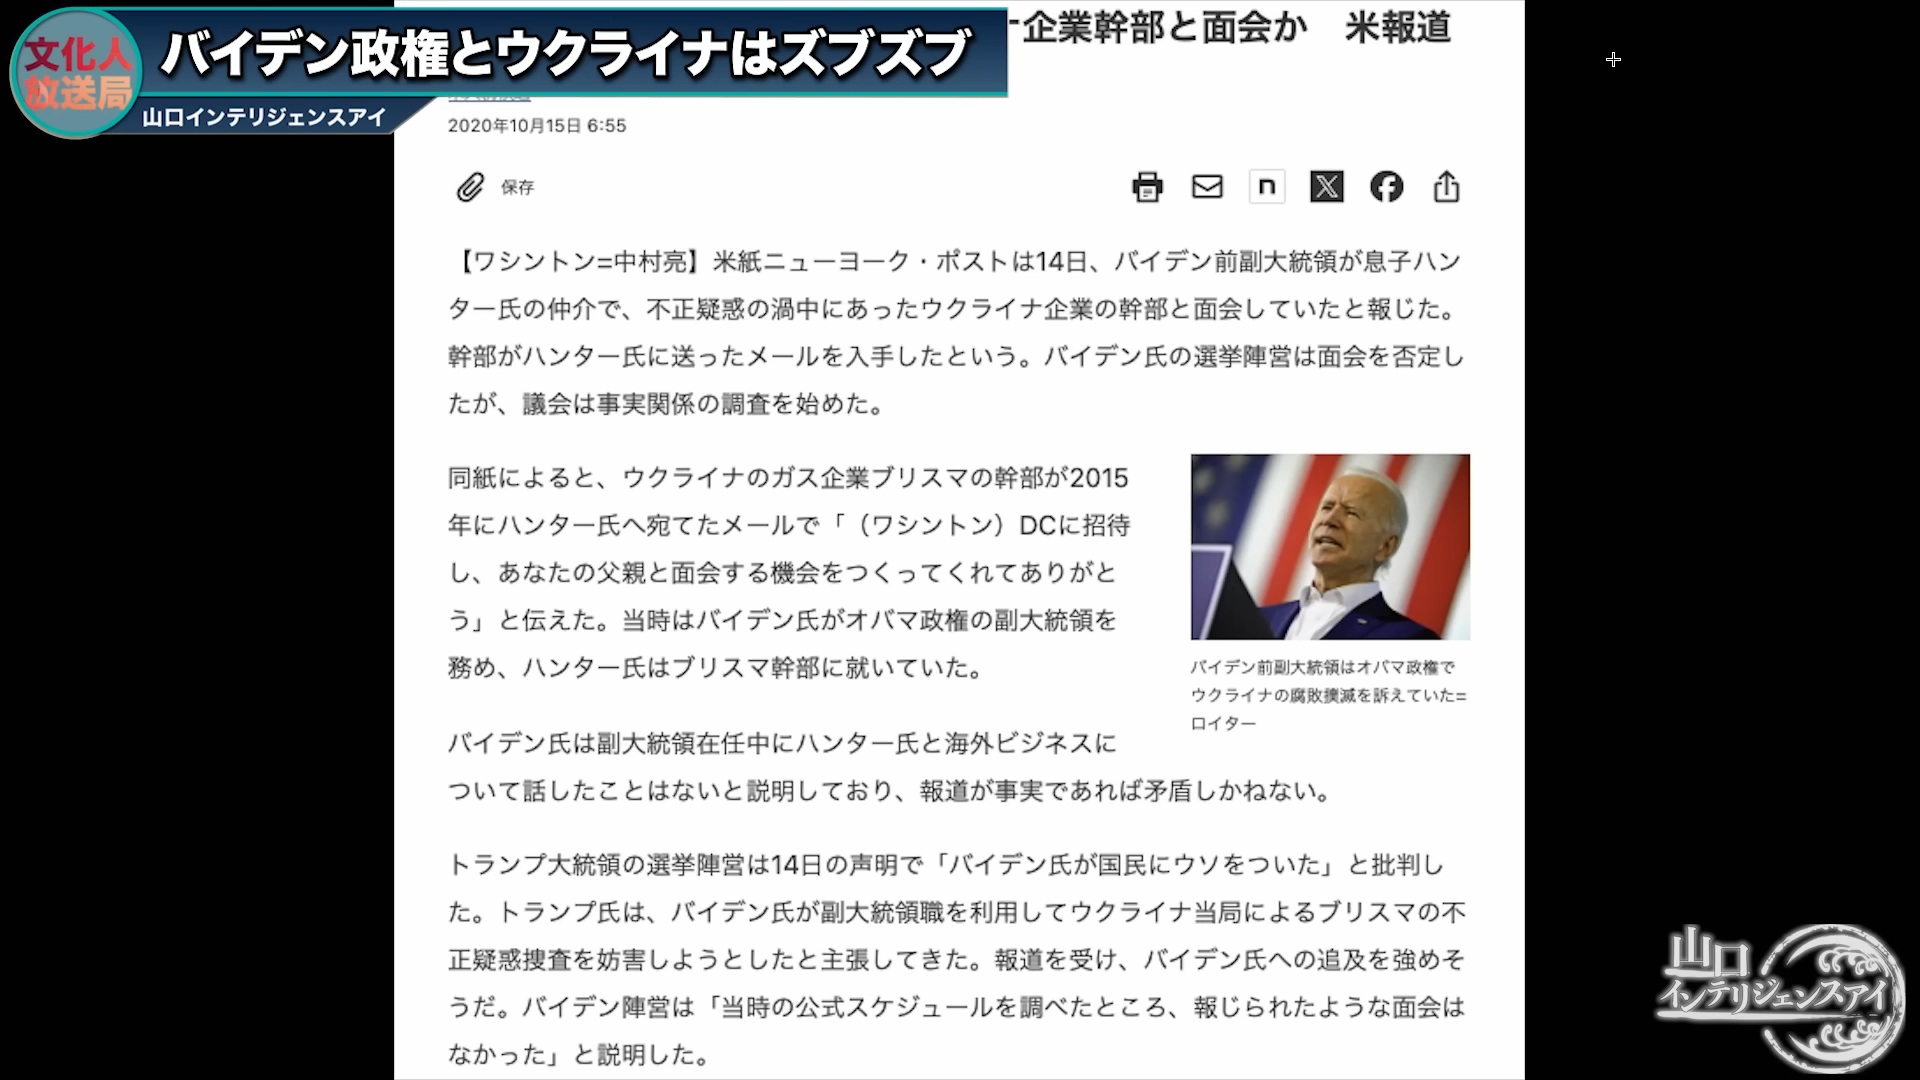 文化人
放送局
バイデン政権とウクライナはズブズブ
山口インテリジェンスアイ
企業幹部と面会か　米報道
2020年10月15日 6:55
保存
【ワシントン=中村亮】米紙ニューヨーク・ポストは14日、バイデン前副大統領が息子ハン
ター氏の仲介で、不正疑惑の渦中にあったウクライナ企業の幹部と面会していたと報じた。
幹部がハンター氏に送ったメールを入手したという。バイデン氏の選挙陣営は面会を否定し
たが、議会は事実関係の調査を始めた。
同紙によると、ウクライナのガス企業ブリスマの幹部が2015
年にハンター氏へ宛てたメールで「（ワシントン）DCに招待
し、あなたの父親と面会する機会をつくってくれてありがと
う」と伝えた。当時はバイデン氏がオバマ政権の副大統領を
務め、ハンター氏はブリスマ幹部に就いていた。
バイデン前副大統領はオバマ政権で
ウクライナの腐敗撲滅を訴えていた=
ロイター
バイデン氏は副大統領在任中にハンター氏と海外ビジネスに
ついて話したことはないと説明しており、報道が事実であれば矛盾しかねない。
トランプ大統領の選挙陣営は14日の声明で「バイデン氏が国民にウソをついた」と批判し
た。トランプ氏は、バイデン氏が副大統領職を利用してウクライナ当局によるブリスマの不
正疑惑捜査を妨害しようとしたと主張してきた。報道を受け、バイデン氏への追及を強めそ
うだ。バイデン陣営は「当時の公式スケジュールを調べたところ、報じられたような面会は
なかった」と説明した。
山口
インテリジェンスアイ